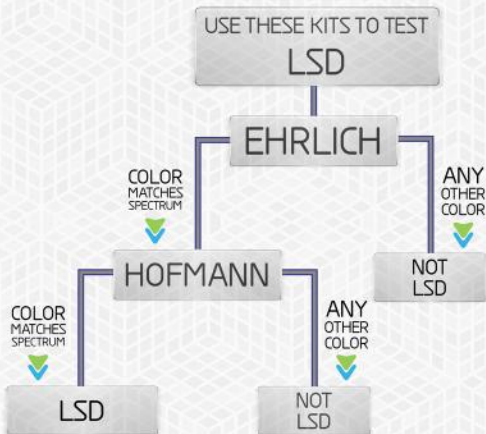 USE THESE KITS TO TEST
LSD
EHRLICH
COLOR
MATCHES
SPECTRUM
ANY
OTHER
COLOR
HOFMANN
NOT
LSD
COLOR
MATCHES
SPECTRUM
ANY
OTHER
COLOR
LSD
NOT
LSD